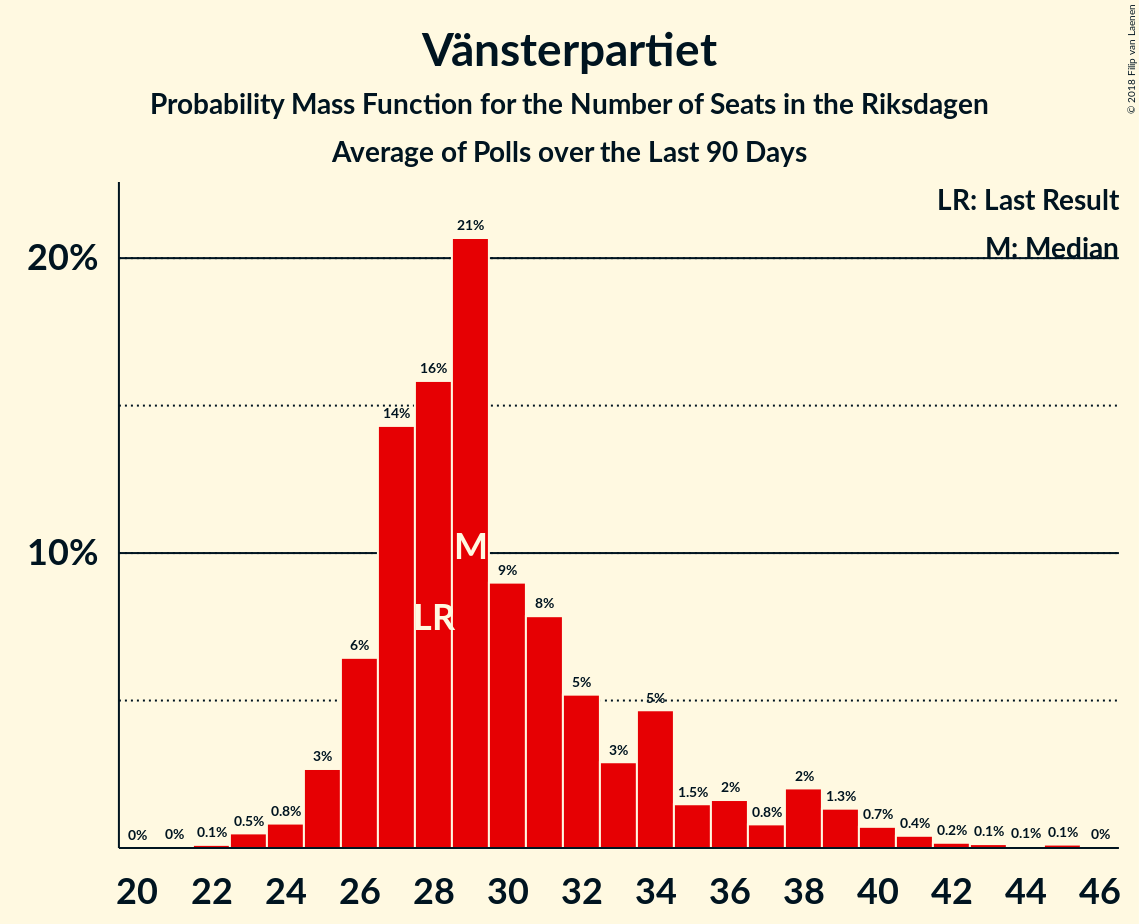 © 2018 Filip van Laenen
Vänsterpartiet
Probability Mass Function for the Number of Seats in the Riksdagen
Average of Polls over the Last 90 Days
LR: Last Result
M: Median
20%
10%
0% 0% 0.1% 0.5% 0.8% 3% 6% 14% 16% 21% 9% 8% 5% 3% 5% 1.5% 2% 0.8% 2% 1.3% 0.7% 0.4% 0.2% 0.1% 0.1% 0.1% 0%
LR M
20 22 24 26 28 30 32 34 36 38 40 42 44 46